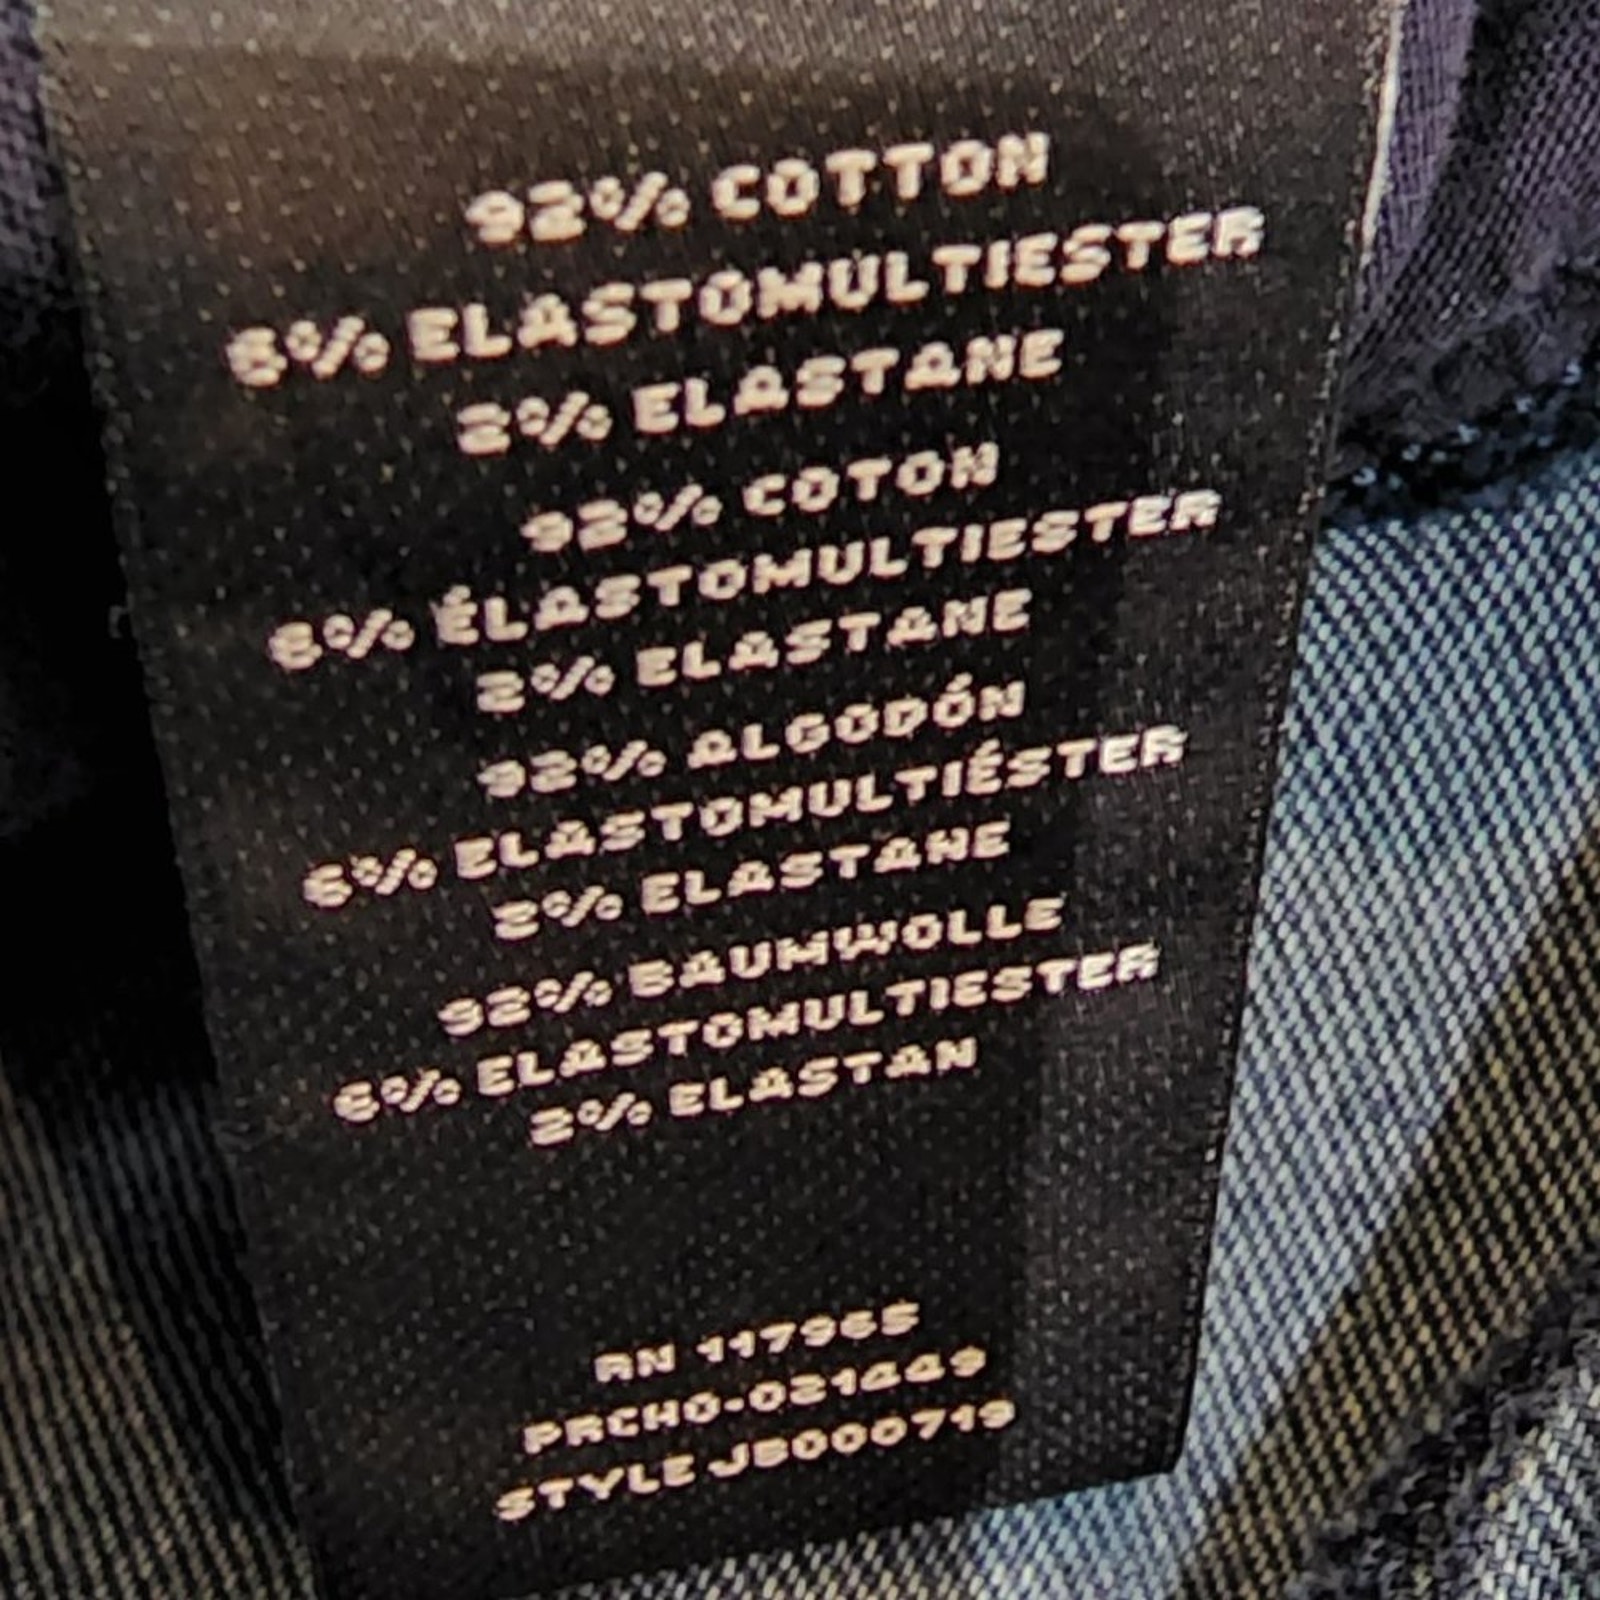 92% COTTON
6% ELASTOMULTIESTER
2% ELASTANE
92% COTON
6% ÉLASTOMULTIESTER
2% ELASTANE
92% ALGODÓN
6% ELASTOMULTIÉSTER
2% ELASTANE
92% BAUMWOLLE
6% ELASTOMULTIESTER
2% ELASTAN
RN 117965
PRCHO-021449
STYLE JB000719